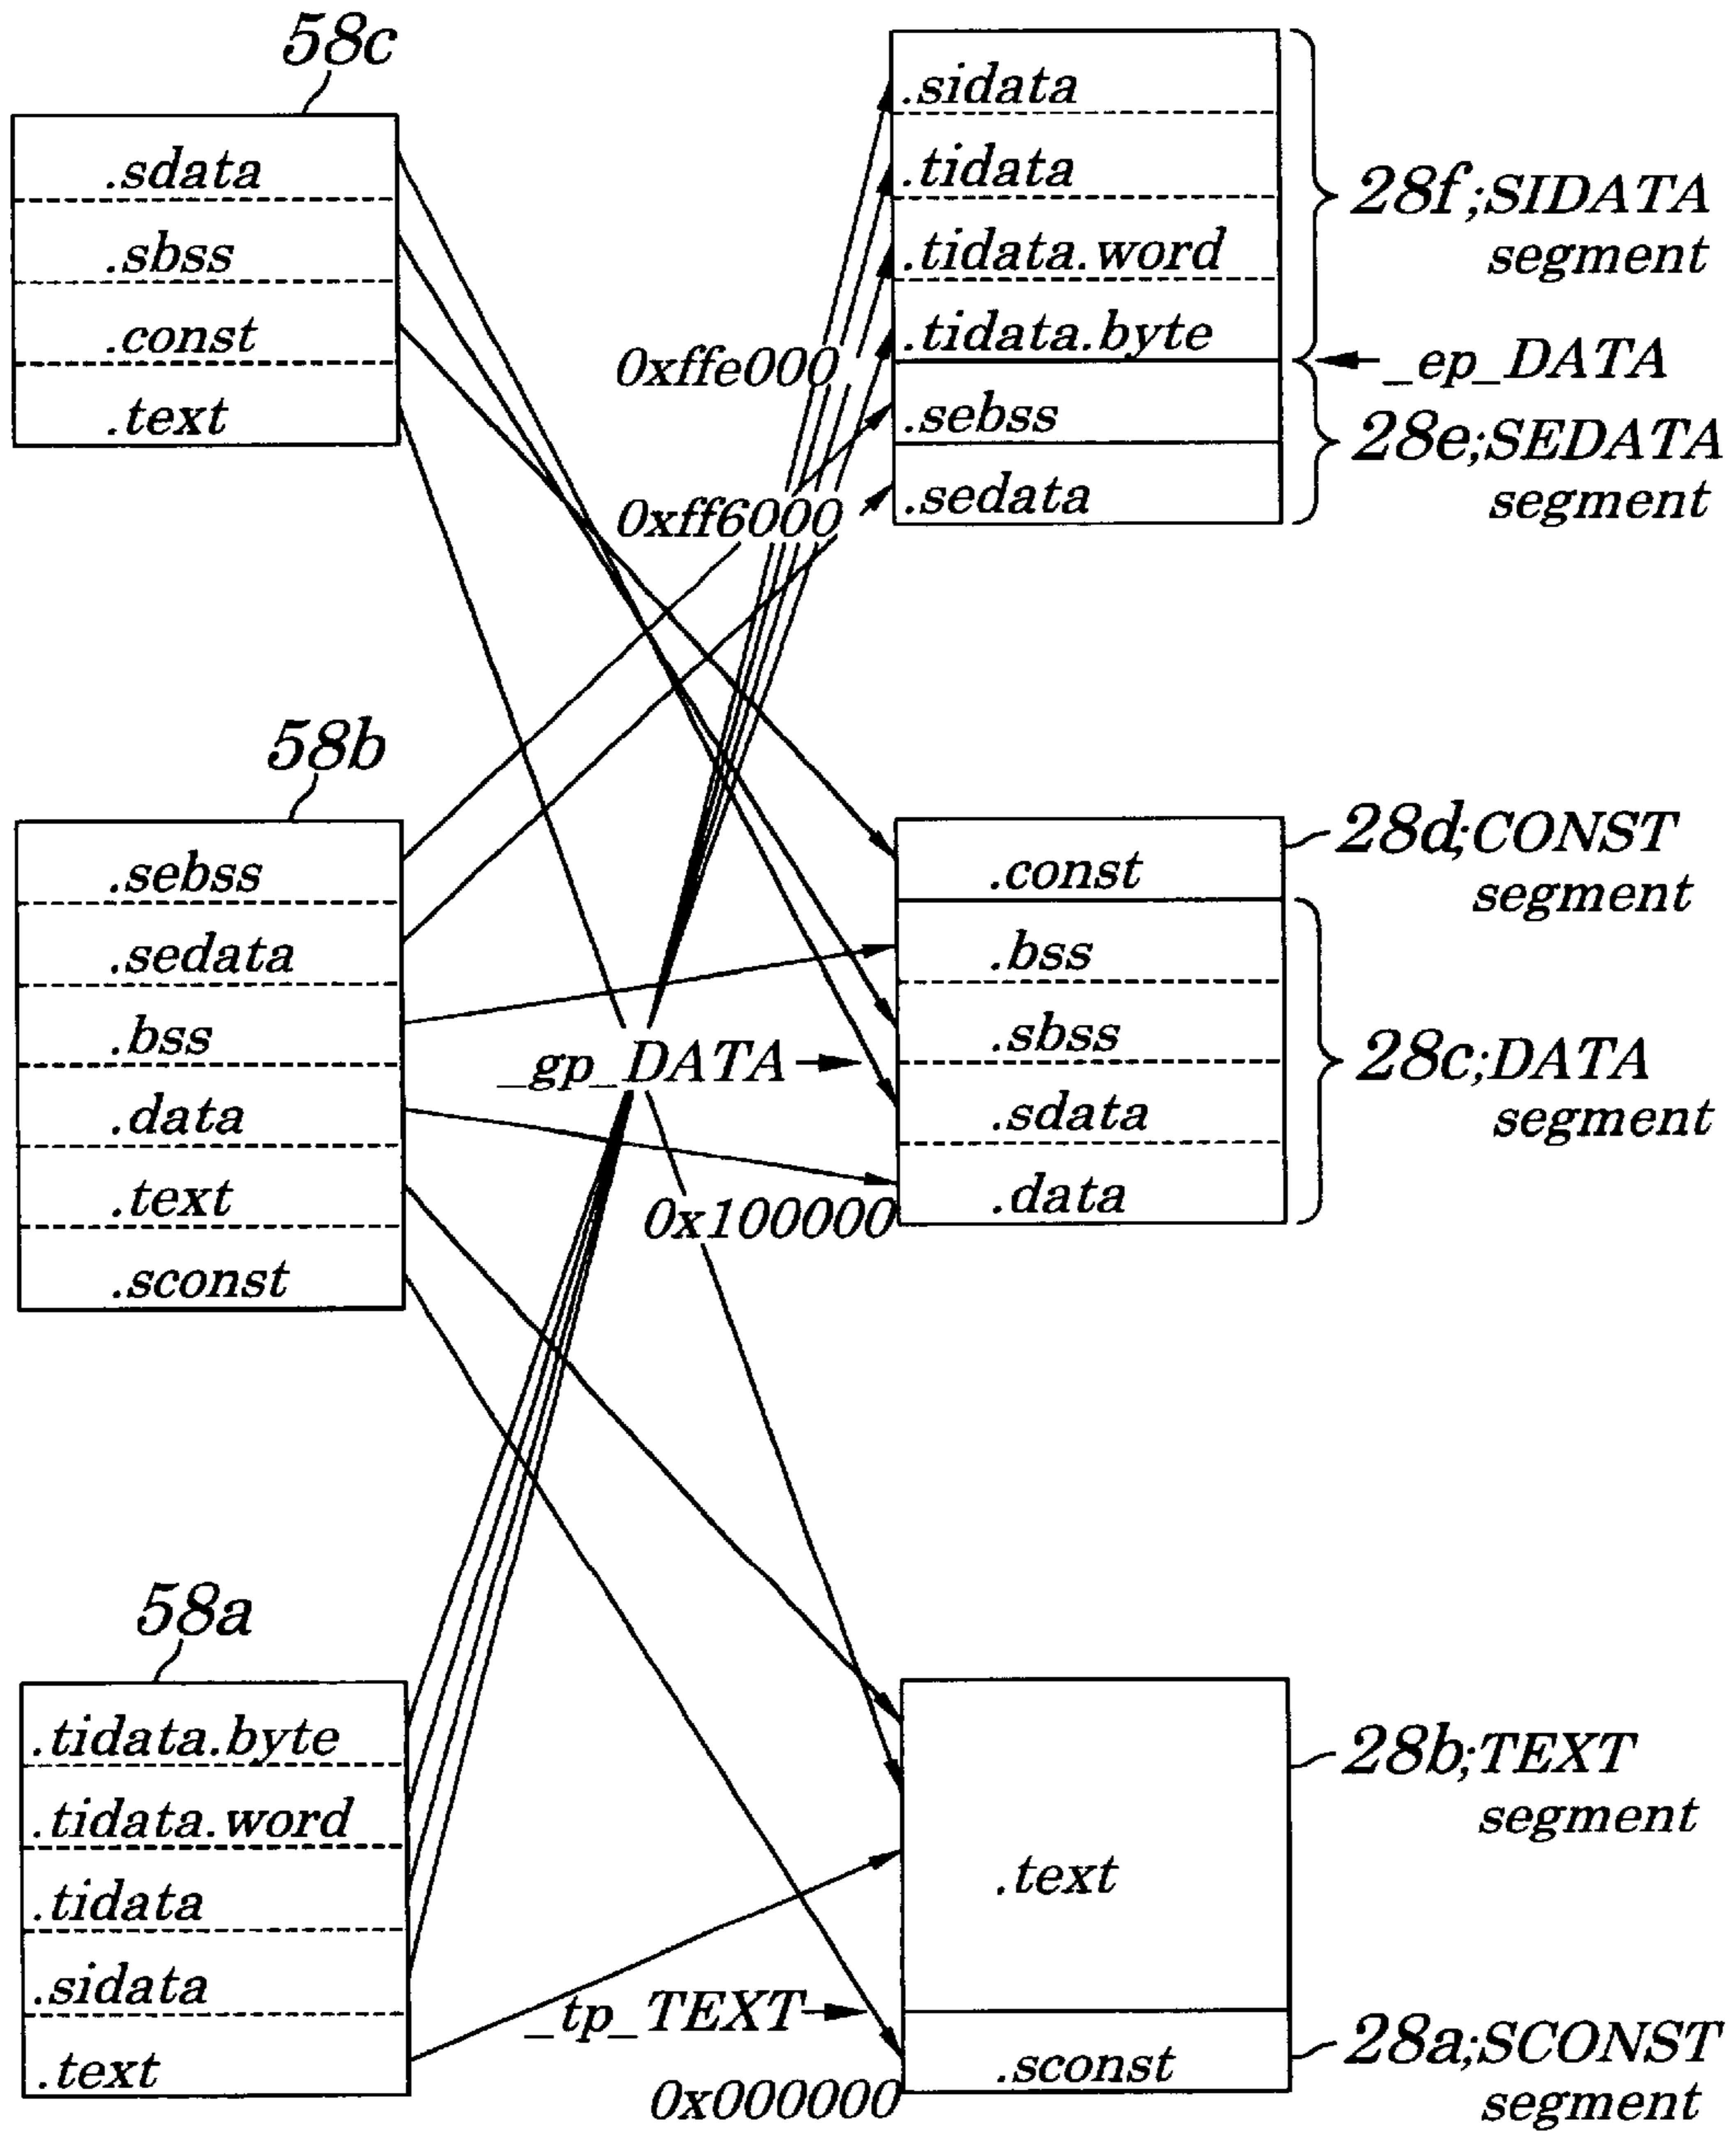 58c
.sdata
.sbss
.const
.text
.sidata
.tidata
.tidata.word
.tidata.byte
.sebss
.sedata
28f;SIDATA
segment
0xffe000
_ep_DATA
28e;SEDATA
segment
0xff6000
58b
.sebss
.sedata
.bss
.data
.text
.sconst
.const
.bss
.sbss
.sdata
.data
28d;CONST
segment
_gp_DATA
28c;DATA
segment
0x100000
58a
.tidata.byte
.tidata.word
.tidata
.sidata
.text
.text
.sconst
28b;TEXT
segment
_tp_TEXT
28a;SCONST
segment
0x000000